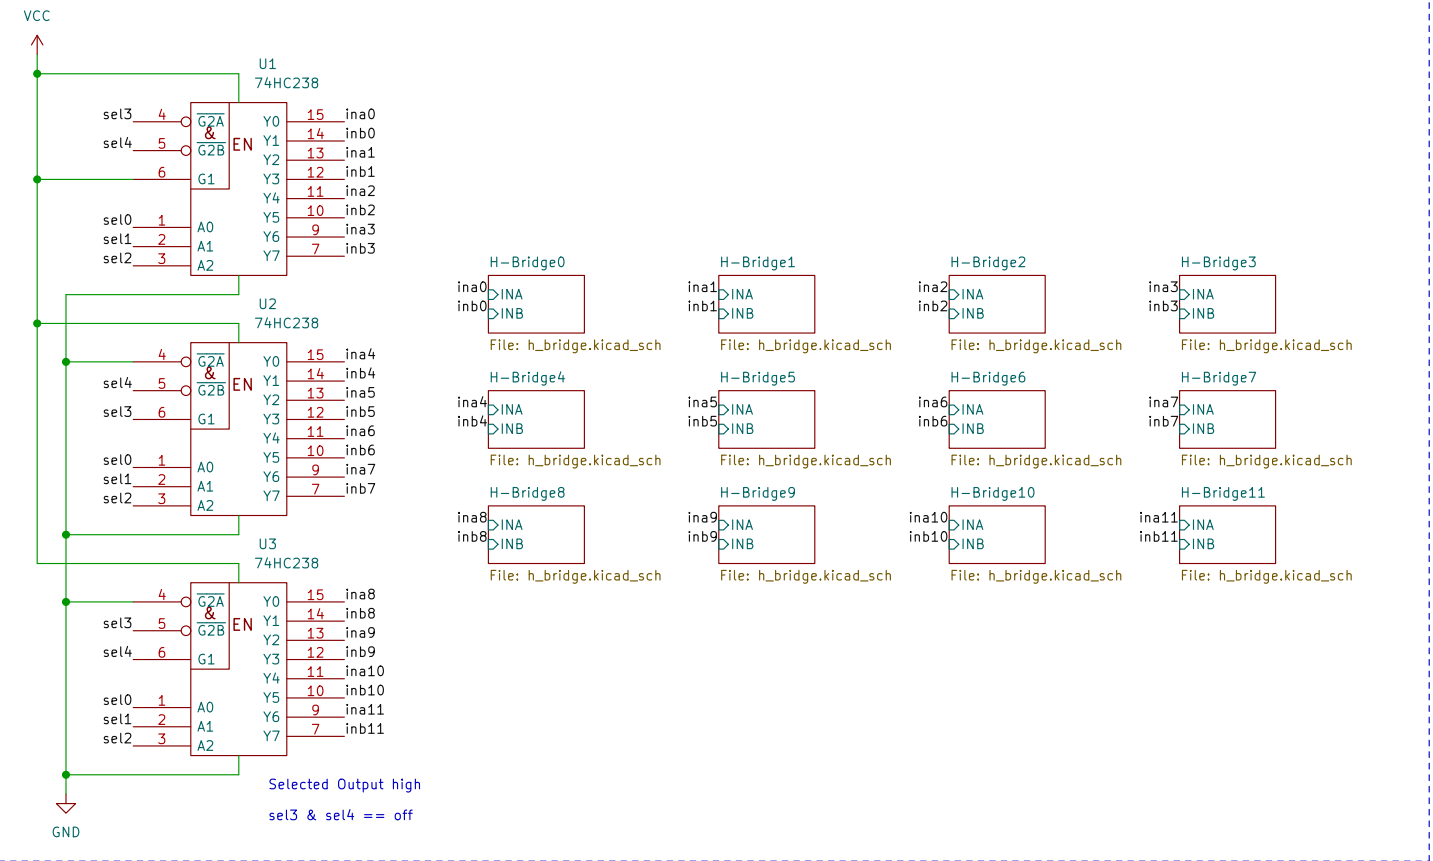 VCC
U1
74HC238
sel3 4 G2A Y0 15 ina0
& EN Y1 14 inb0
sel4 5 G2B Y2 13 ina1
6 G1 Y3 12 inb1
Y4 11 ina2
sel0 1 A0 Y5 10 inb2
sel1 2 A1 Y6 9 ina3
sel2 3 A2 Y7 7 inb3
U2
74HC238
4 G2A Y0 15 ina4
& EN Y1 14 inb4
sel4 5 G2B Y2 13 ina5
sel3 6 G1 Y3 12 inb5
Y4 11 ina6
sel0 1 A0 Y5 10 inb6
sel1 2 A1 Y6 9 ina7
sel2 3 A2 Y7 7 inb7
U3
74HC238
4 G2A Y0 15 ina8
& EN Y1 14 inb8
sel3 5 G2B Y2 13 ina9
sel4 6 G1 Y3 12 inb9
Y4 11 ina10
sel0 1 A0 Y5 10 inb10
sel1 2 A1 Y6 9 ina11
sel2 3 A2 Y7 7 inb11
GND
Selected Output high
sel3 & sel4 == off
H-Bridge0
ina0 INA
inb0 INB
File: h_bridge.kicad_sch
H-Bridge1
ina1 INA
inb1 INB
File: h_bridge.kicad_sch
H-Bridge2
ina2 INA
inb2 INB
File: h_bridge.kicad_sch
H-Bridge3
ina3 INA
inb3 INB
File: h_bridge.kicad_sch
H-Bridge4
ina4 INA
inb4 INB
File: h_bridge.kicad_sch
H-Bridge5
ina5 INA
inb5 INB
File: h_bridge.kicad_sch
H-Bridge6
ina6 INA
inb6 INB
File: h_bridge.kicad_sch
H-Bridge7
ina7 INA
inb7 INB
File: h_bridge.kicad_sch
H-Bridge8
ina8 INA
inb8 INB
File: h_bridge.kicad_sch
H-Bridge9
ina9 INA
inb9 INB
File: h_bridge.kicad_sch
H-Bridge10
ina10 INA
inb10 INB
File: h_bridge.kicad_sch
H-Bridge11
ina11 INA
inb11 INB
File: h_bridge.kicad_sch